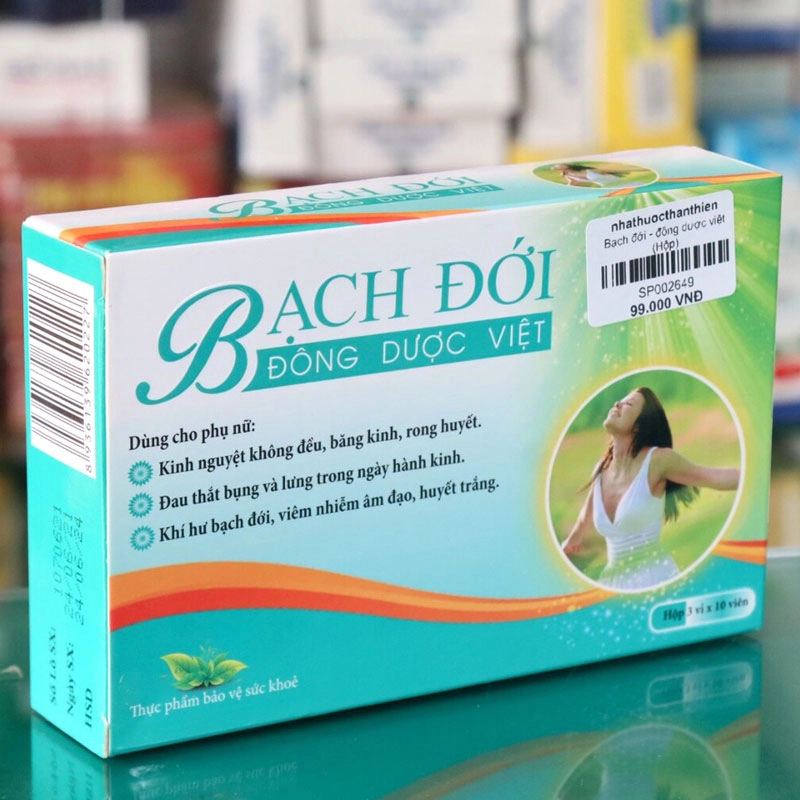 BẠCH ĐỚI
ĐÔNG DƯỢC VIỆT
nhathuocthanthien
Bạch đới - đông dược việt
(Hộp)
SP002649
99.000 VNĐ
BẠCH ĐỚI
ĐÔNG DƯỢC VIỆT
Dùng cho phụ nữ:
Kinh nguyệt không đều, băng kinh, rong huyết.
Đau thắt bụng và lưng trong ngày hành kinh.
Khí hư bạch đới, viêm nhiễm âm đạo, huyết trắng.
Hộp 3 vỉ x 10 viên
Thực phẩm bảo vệ sức khoẻ
8936139620227
Số Lô SX:
Ngày SX:
HSD